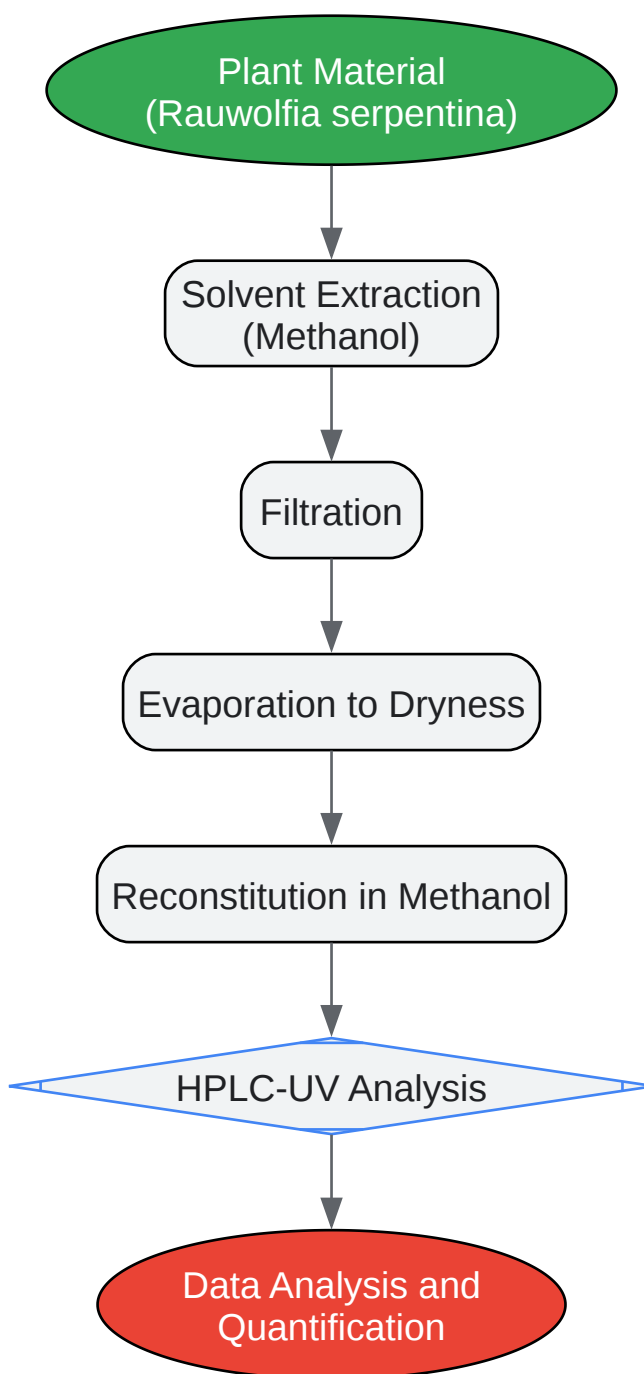 Plant Material
(Rauwolfia serpentina)
Solvent Extraction
(Methanol)
Filtration
Evaporation to Dryness
Reconstitution in Methanol
HPLC-UV Analysis
Data Analysis and
Quantification